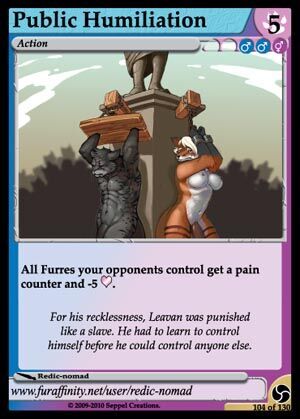 Public Humiliation
5
Action
All Furres your opponents control get a pain
counter and -5 .
For his recklessness, Leavan was punished
like a slave. He had to learn to control
himself before he could control anyone else.
Redic-nomad
www.furaffinity.net/user/redic-nomad
© 2009-2010 Seppel Creations.
104 of 130